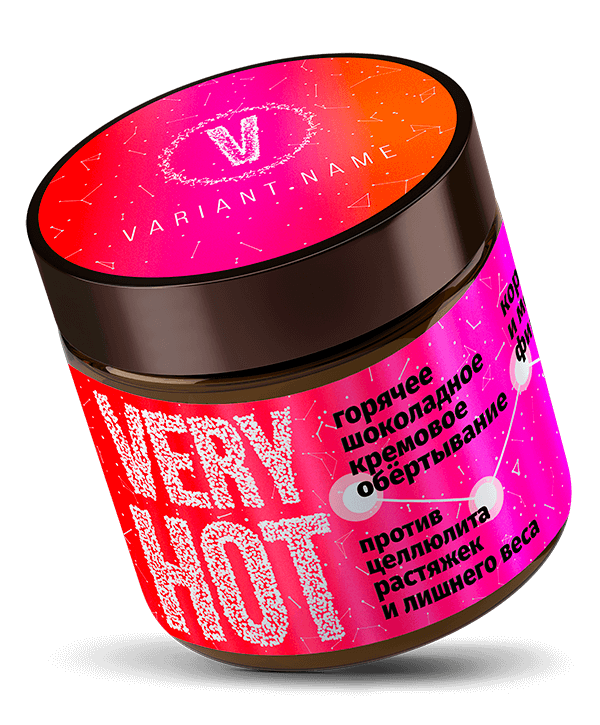 V
VARIANT NAME
VERY
HOT
горячее
шоколадное
кремовое
обёртывание
против
целлюлита
растяжек
и лишнего веса